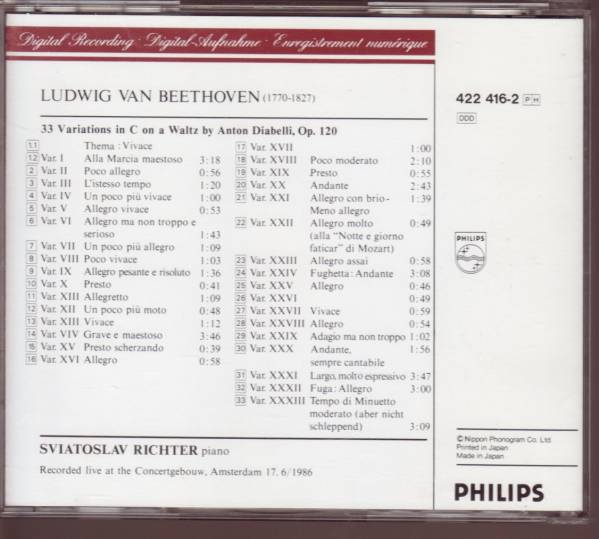 Digital Recording · Digital-Aufnahme · Enregistrement numérique
LUDWIG VAN BEETHOVEN (1770-1827)
33 Variations in C on a Waltz by Anton Diabelli, Op. 120
1.1 Thema : Vivace
1.2 Var. I Alla Marcia maestoso 3:18
2 Var. II Poco allegro 0:56
3 Var. III L'istesso tempo 1:20
4 Var. IV Un poco più vivace 1:00
5 Var. V Allegro vivace 0:53
6 Var. VI Allegro ma non troppo e
serioso 1:43
7 Var. VII Un poco più allegro 1:09
8 Var. VIII Poco vivace 1:03
9 Var. IX Allegro pesante e risoluto 1:36
10 Var. X Presto 0:41
11 Var. XIII Allegretto 1:09
12 Var. XII Un poco più moto 0:48
13 Var. XIII Vivace 1:12
14 Var. VIV Grave e maestoso 3:46
15 Var. XV Presto scherzando 0:39
16 Var. XVI Allegro 0:58
17 Var. XVII 1:00
18 Var. XVIII Poco moderato 2:10
19 Var. XIX Presto 0:55
20 Var. XX Andante 2:43
21 Var. XXI Allegro con brio- 1:39
Meno allegro
22 Var. XXII Allegro molto 0:49
(alla "Notte e giorno
faticar" di Mozart)
23 Var. XXIII Allegro assai 0:58
24 Var. XXIV Fughetta : Andante 3:08
25 Var. XXV Allegro 0:46
26 Var. XXVI 0:49
27 Var. XXVII Vivace 0:59
28 Var. XXVIII Allegro 0:54
29 Var. XXIX Adagio ma non troppo 1:02
30 Var. XXX Andante, 1:56
sempre cantabile
31 Var. XXXI Largo, molto espressivo 3:47
32 Var. XXXII Fuga : Allegro 3:00
33 Var. XXXIII Tempo di Minuetto
moderato (aber nicht
schleppend) 3:09
SVIATOSLAV RICHTER piano
Recorded live at the Concertgebouw, Amsterdam 17. 6/1986
422 416-2 P H
DDD
PHILIPS
© Nippon Phonogram Co. Ltd.
Printed in Japan
Made in Japan
PHILIPS